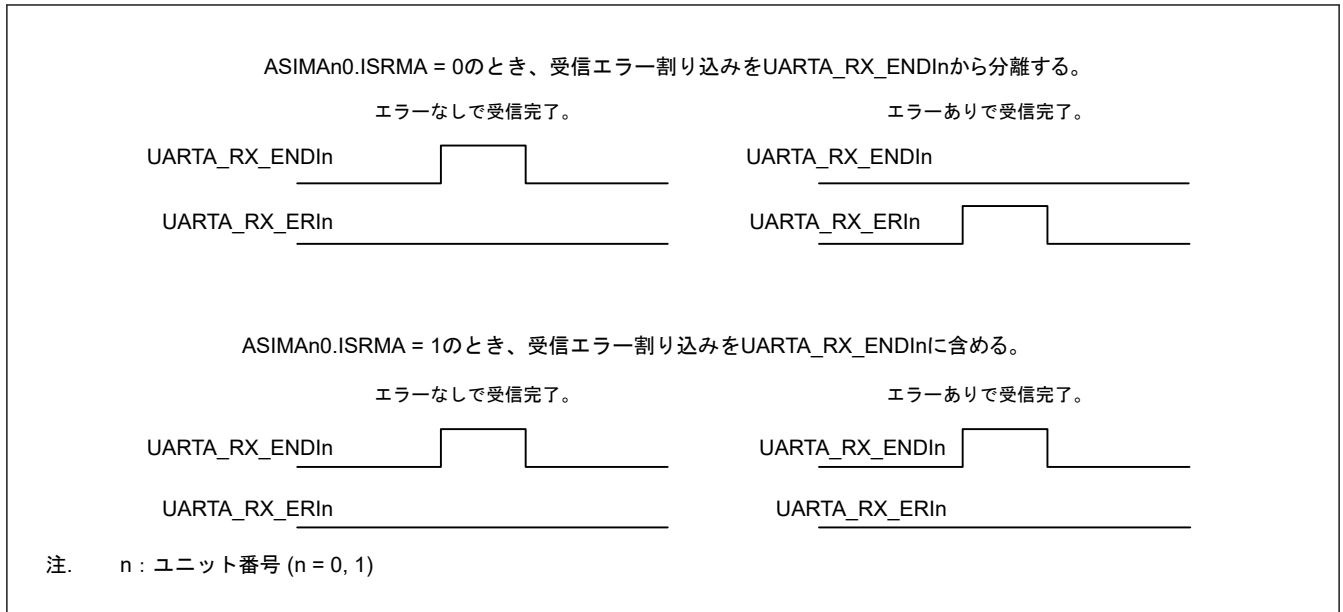 ASIMAn0.ISRMA = 0のとき、受信エラー割り込みをUARTA_RX_ENDInから分離する。
エラーなしで受信完了。
エラーありで受信完了。
UARTA_RX_ENDIn
UARTA_RX_ENDIn
UARTA_RX_ERIn
UARTA_RX_ERIn
ASIMAn0.ISRMA = 1のとき、受信エラー割り込みをUARTA_RX_ENDInに含める。
エラーなしで受信完了。
エラーありで受信完了。
UARTA_RX_ENDIn
UARTA_RX_ENDIn
UARTA_RX_ERIn
UARTA_RX_ERIn
注. n：ユニット番号 (n = 0, 1)